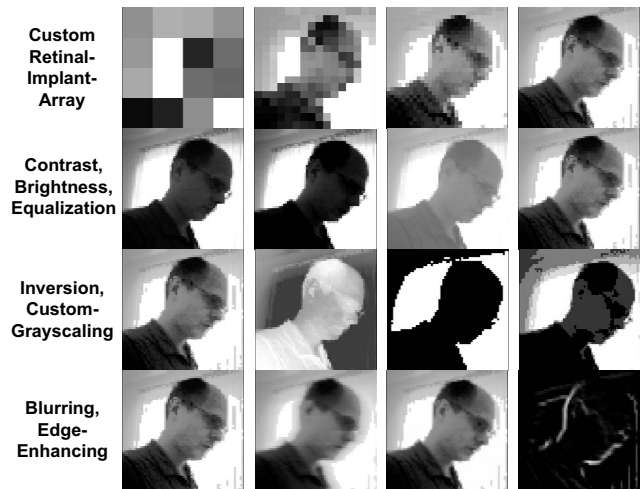 Custom
Retinal-
Implant-
Array
Contrast,
Brightness,
Equalization
Inversion,
Custom-
Grayscaling
Blurring,
Edge-
Enhancing